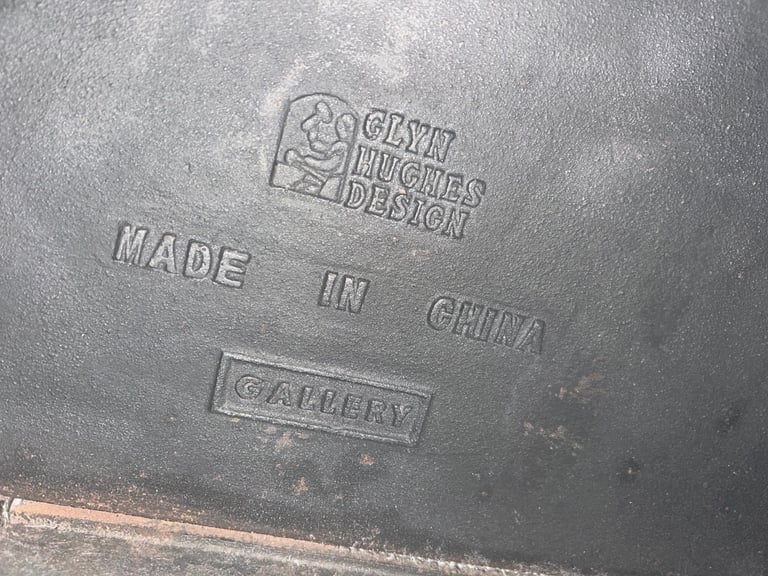 GLYN
HUGHES
DESIGN
MADE IN CHINA
GALLERY